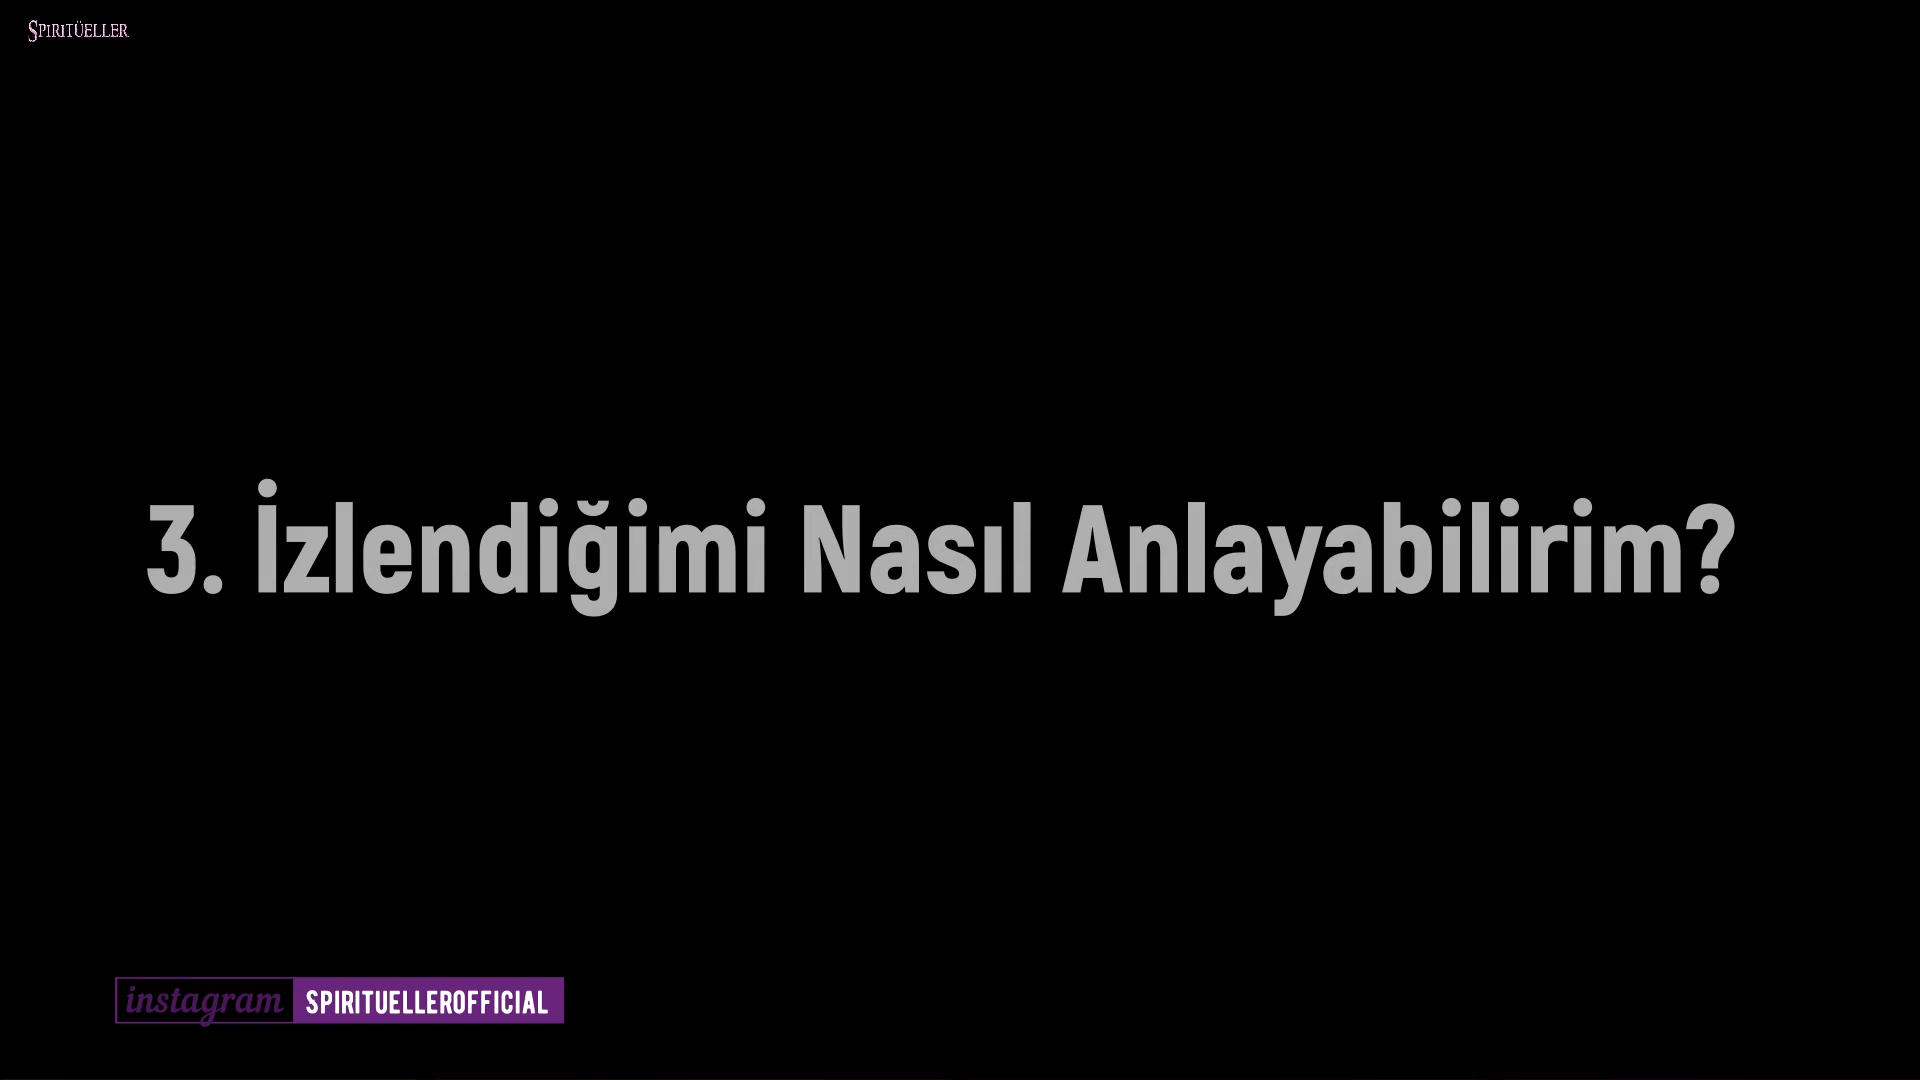 SPIRITÜELLER
3. İzlendiğimi Nasıl Anlayabilirim?
instagram SPIRITUELLEROFFICIAL